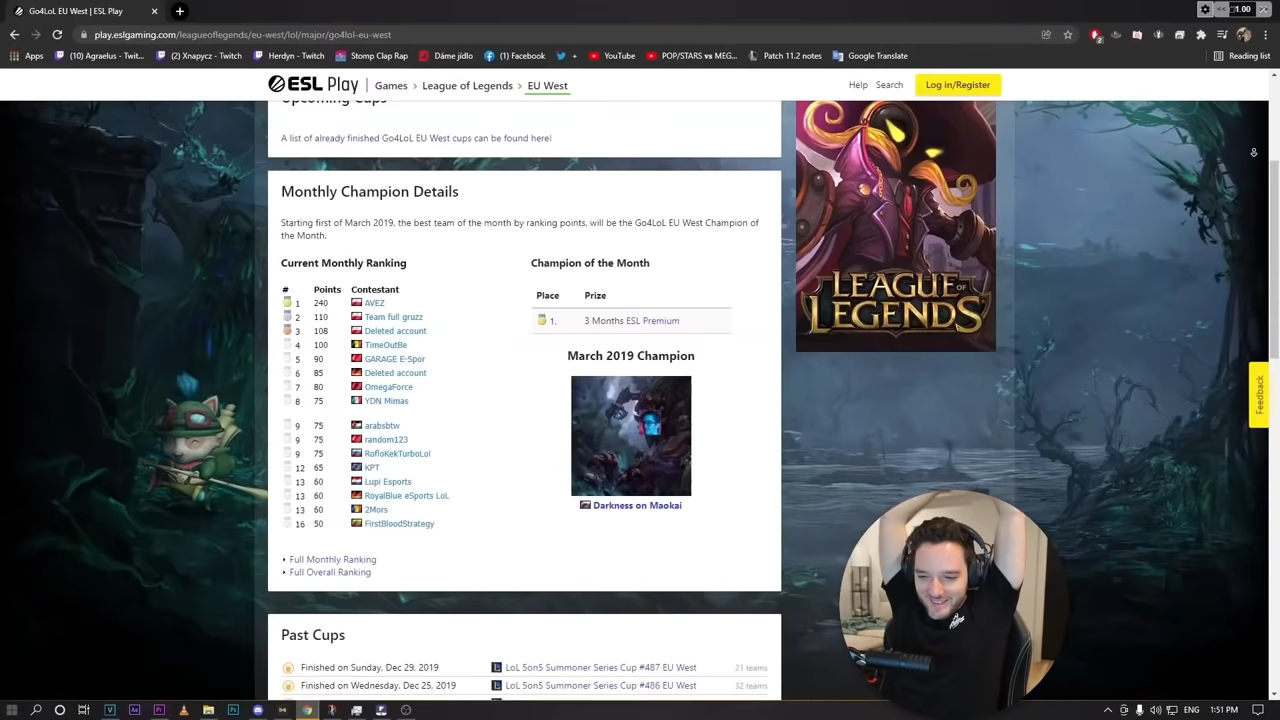 Go4LoL EU West | ESL Play
1.00
play.eslgaming.com/leagueoflegends/eu-west/lol/major/go4lol-eu-west
Apps
(10) Agraelus - Twitch
(2) Xnapycz - Twitch
Herdyn - Twitch
Stomp Clap Rap
Dáme jídlo
(6) Facebook
+
YouTube
POP/STARS vs MEG...
Patch 11.2 notes
Google Translate
Reading list
ESL Play
Games > League of Legends > EU West
Help Search Log in/Register
Upcoming Cups
A list of already finished Go4LoL EU West cups can be found here!
Monthly Champion Details
Starting first of March 2019, the best team of the month by ranking points, will be the Go4LoL EU West Champion of
the Month.
Current Monthly Ranking
# Points Contestant
1 240 AVEZ
2 110 Team full gruzz
3 108 Deleted account
4 100 TimeOutBe
5 90 GARAGE E-Spor
6 85 Deleted account
7 80 OmegaForce
8 75 YDN Mimas
9 75 arabsbtw
9 75 random123
9 75 RofloKekTurboLol
12 65 KPT
13 60 Lupi Esports
13 60 RoyalBlue eSports LoL
13 60 2Mors
16 50 FirstBloodStrategy
Full Monthly Ranking
Full Overall Ranking
Champion of the Month
Place Prize
1. 3 Months ESL Premium
March 2019 Champion
Darkness on Maokai
LEAGUE OF
LEGENDS
Feedback
Past Cups
Finished on Sunday, Dec 29, 2019 LoL 5on5 Summoner Series Cup #487 EU West 21 teams
Finished on Wednesday, Dec 25, 2019 LoL 5on5 Summoner Series Cup #486 EU West 32 teams
ENG 1:51 PM